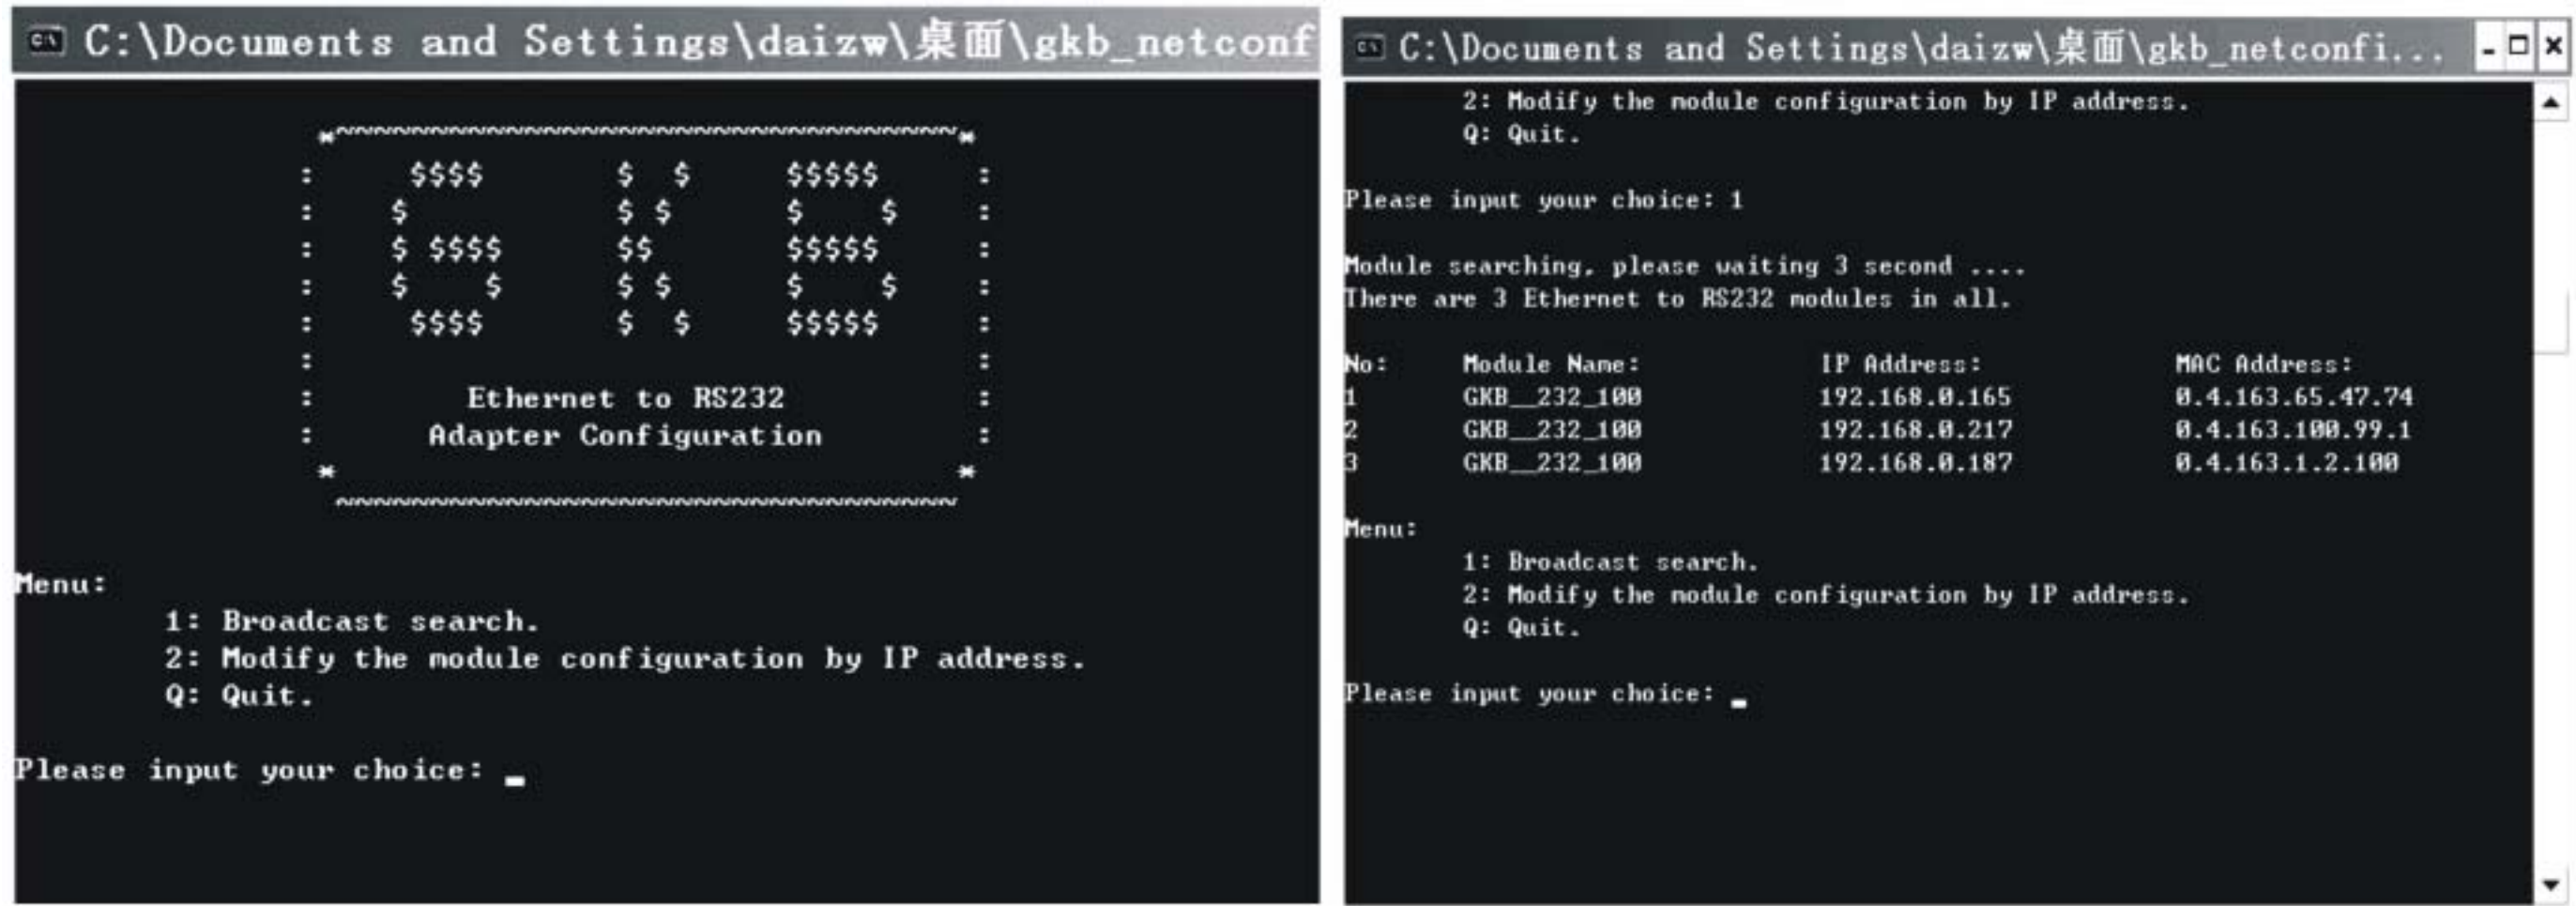 C:\Documents and Settings\daizw\桌面\gkb_netconf
*~~~~~~~~~~~~~~~~~~~~~~~~~~~~~~~~~*
:     $$$$       $  $     $$$$$     :
:    $           $ $      $    $    :
:    $ $$$$      $$       $$$$$     :
:    $    $      $ $      $    $    :
:     $$$$       $  $     $$$$$     :
:                                   :
:        Ethernet to RS232          :
:      Adapter Configuration        :
*                                   *
~~~~~~~~~~~~~~~~~~~~~~~~~~~~~~~~~
Menu:
1: Broadcast search.
2: Modify the module configuration by IP address.
Q: Quit.
Please input your choice: _
C:\Documents and Settings\daizw\桌面\gkb_netconfi...
2: Modify the module configuration by IP address.
Q: Quit.
Please input your choice: 1
Module searching, please waiting 3 second ....
There are 3 Ethernet to RS232 modules in all.
No: Module Name: IP Address: MAC Address:
1 GKB__232_100 192.168.0.165 0.4.163.65.47.74
2 GKB__232_100 192.168.0.217 0.4.163.100.99.1
3 GKB__232_100 192.168.0.187 0.4.163.1.2.100
Menu:
1: Broadcast search.
2: Modify the module configuration by IP address.
Q: Quit.
Please input your choice: _